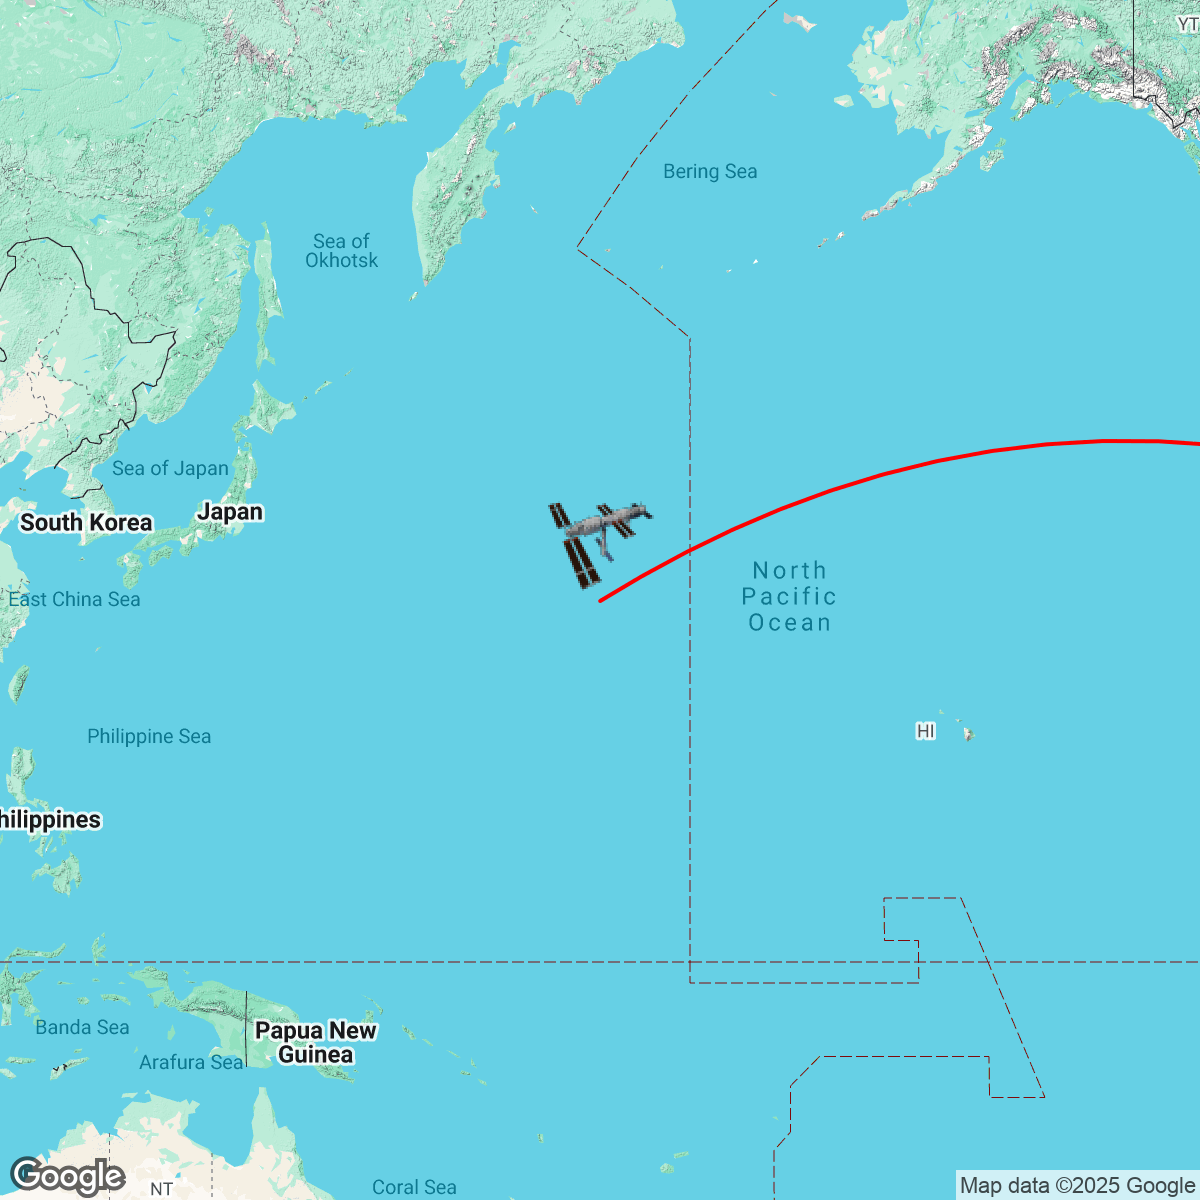 YT
Bering Sea
Sea of
Okhotsk
Sea of Japan
South Korea
Japan
North
Pacific
Ocean
East China Sea
Philippine Sea
HI
hilippines
Banda Sea
Papua New
Guinea
Arafura Sea
NT
Coral Sea
Google
Map data ©2025 Google